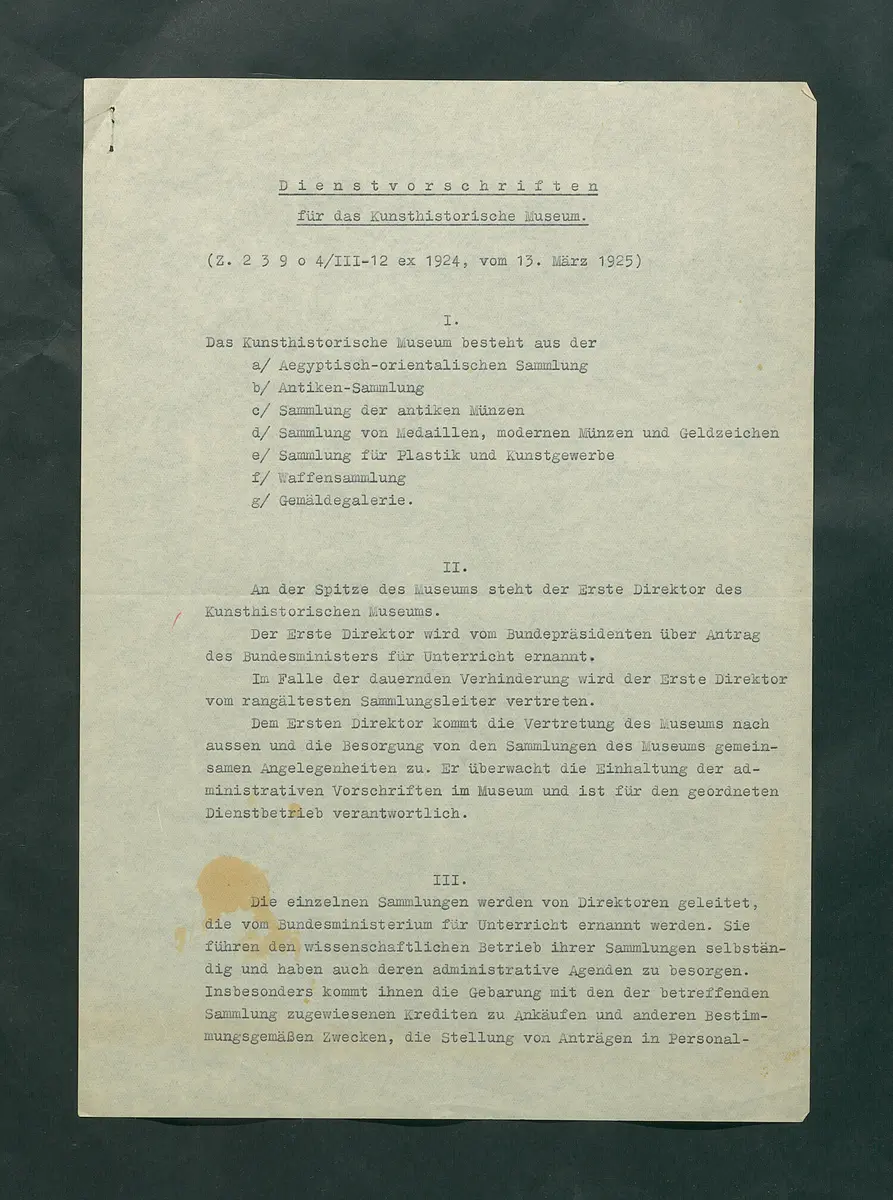 D i e n s t v o r s c h r i f t e n
für das Kunsthistorische Museum.
(Z. 2 3 9 o 4/III-12 ex 1924, vom 13. März 1925)
I.
Das Kunsthistorische Museum besteht aus der
a/ Aegyptisch-orientalischen Sammlung
b/ Antiken-Sammlung
c/ Sammlung der antiken Münzen
d/ Sammlung von Medaillen, modernen Münzen und Geldzeichen
e/ Sammlung für Plastik und Kunstgewerbe
f/ Waffensammlung
g/ Gemäldegalerie.
II.
An der Spitze des Museums steht der Erste Direktor des
Kunsthistorischen Museums.
Der Erste Direktor wird vom Bundepräsidenten über Antrag
des Bundesministers für Unterricht ernannt.
Im Falle der dauernden Verhinderung wird der Erste Direktor
vom rangältesten Sammlungsleiter vertreten.
Dem Ersten Direktor kommt die Vertretung des Museums nach
aussen und die Besorgung von den Sammlungen des Museums gemein-
samen Angelegenheiten zu. Er überwacht die Einhaltung der ad-
ministrativen Vorschriften im Museum und ist für den geordneten
Dienstbetrieb verantwortlich.
III.
Die einzelnen Sammlungen werden von Direktoren geleitet,
die vom Bundesministerium für Unterricht ernannt werden. Sie
führen den wissenschaftlichen Betrieb ihrer Sammlungen selbstän-
dig und haben auch deren administrative Agenden zu besorgen.
Insbesonders kommt ihnen die Gebarung mit den der betreffenden
Sammlung zugewiesenen Krediten zu Ankäufen und anderen Bestim-
mungsgemäßen Zwecken, die Stellung von Anträgen in Personal-